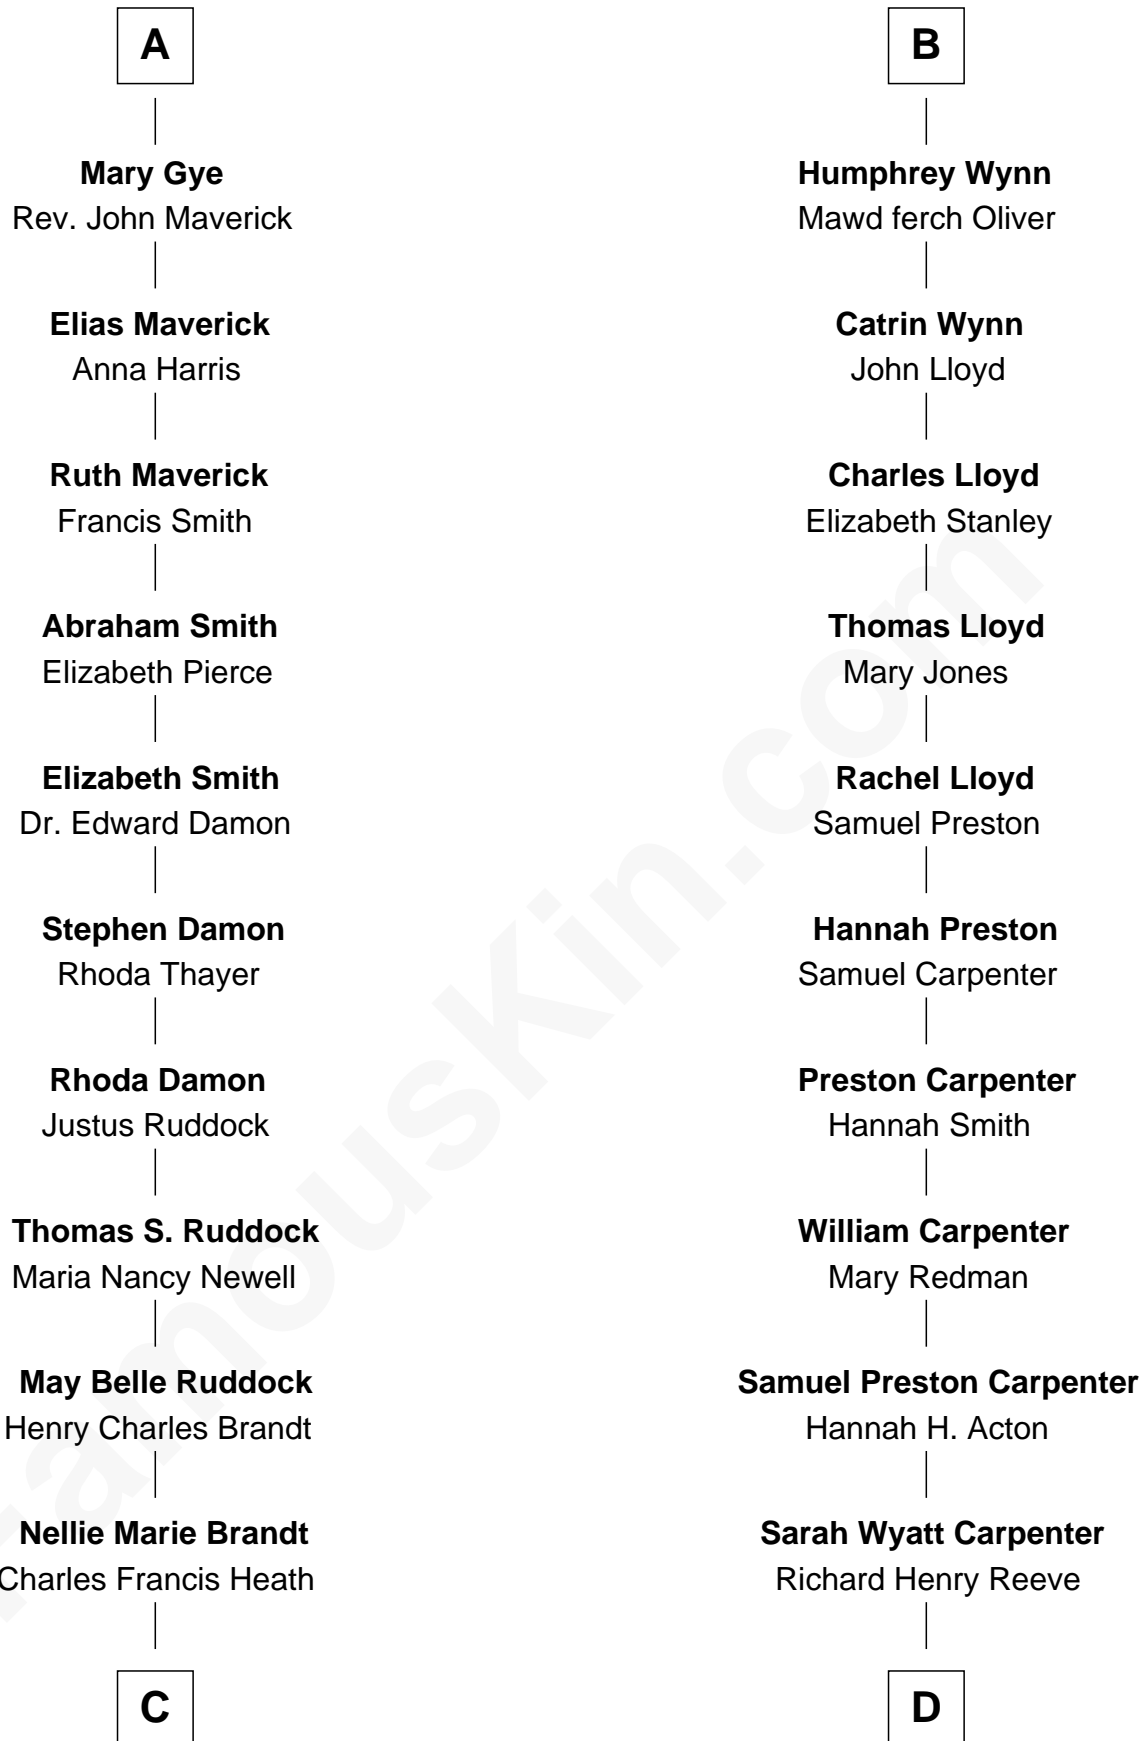 A
Mary Gye
Rev. John Maverick
Elias Maverick
Anna Harris
Ruth Maverick
Francis Smith
Abraham Smith
Elizabeth Pierce
Elizabeth Smith
Dr. Edward Damon
Stephen Damon
Rhoda Thayer
Rhoda Damon
Justus Ruddock
Thomas S. Ruddock
Maria Nancy Newell
May Belle Ruddock
Henry Charles Brandt
Nellie Marie Brandt
Charles Francis Heath
C
B
Humphrey Wynn
Mawd ferch Oliver
Catrin Wynn
John Lloyd
Charles Lloyd
Elizabeth Stanley
Thomas Lloyd
Mary Jones
Rachel Lloyd
Samuel Preston
Hannah Preston
Samuel Carpenter
Preston Carpenter
Hannah Smith
William Carpenter
Mary Redman
Samuel Preston Carpenter
Hannah H. Acton
Sarah Wyatt Carpenter
Richard Henry Reeve
D
FamousKin.com